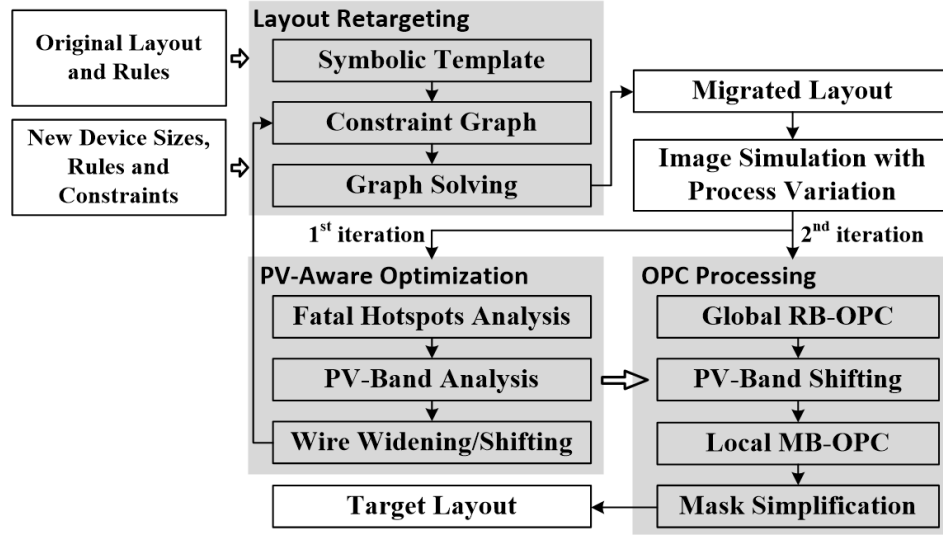 Original Layout
and Rules
New Device Sizes,
Rules and
Constraints
Layout Retargeting
Symbolic Template
Constraint Graph
Graph Solving
Migrated Layout
Image Simulation with
Process Variation
1st iteration
2nd iteration
PV-Aware Optimization
Fatal Hotspots Analysis
PV-Band Analysis
Wire Widening/Shifting
OPC Processing
Global RB-OPC
PV-Band Shifting
Local MB-OPC
Mask Simplification
Target Layout